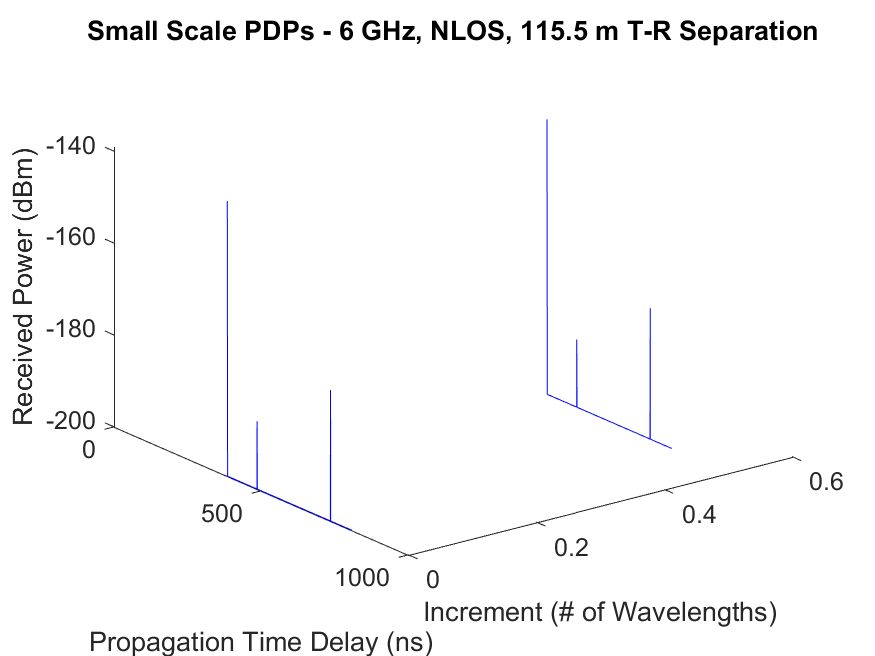 Small Scale PDPs - 6 GHz, NLOS, 115.5 m T-R Separation
Received Power (dBm)
-140
-160
-180
-200
0
500
1000
Propagation Time Delay (ns)
0
0.2
0.4
0.6
Increment (# of Wavelengths)